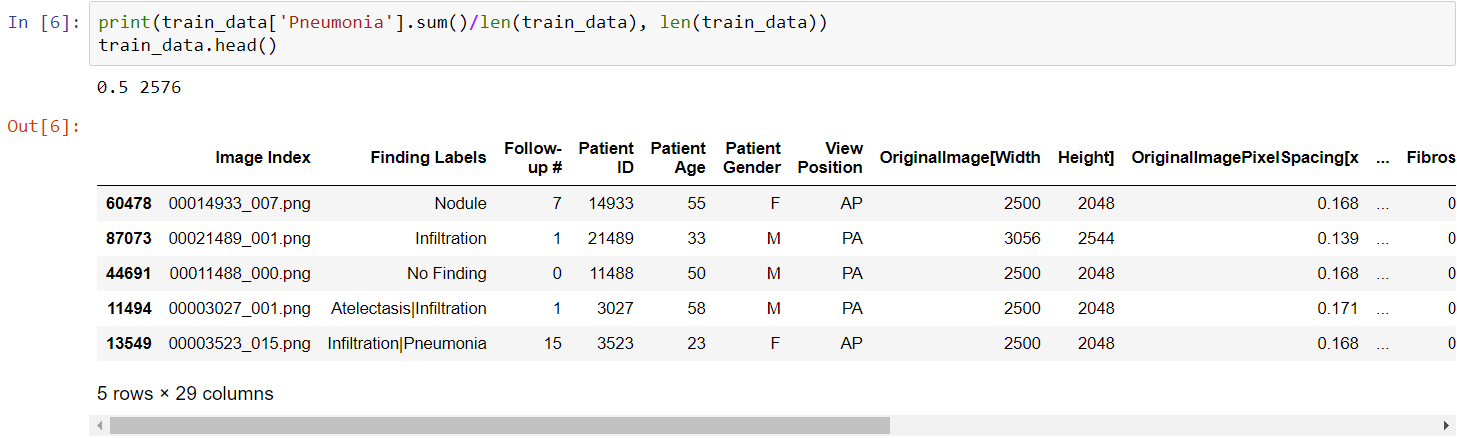 In [6]: print(train_data['Pneumonia'].sum()/len(train_data), len(train_data))
train_data.head()
0.5 2576
Out[6]:
Image Index Finding Labels Follow-up # Patient ID Patient Age Patient Gender View Position OriginalImage[Width Height] OriginalImagePixelSpacing[x ... Fibros
60478 00014933_007.png Nodule 7 14933 55 F AP 2500 2048 0.168 ... 0
87073 00021489_001.png Infiltration 1 21489 33 M PA 3056 2544 0.139 ... 0
44691 00011488_000.png No Finding 0 11488 50 M PA 2500 2048 0.168 ... 0
11494 00003027_001.png Atelectasis|Infiltration 1 3027 58 M PA 2500 2048 0.171 ... 0
13549 00003523_015.png Infiltration|Pneumonia 15 3523 23 F AP 2500 2048 0.168 ... 0
5 rows × 29 columns